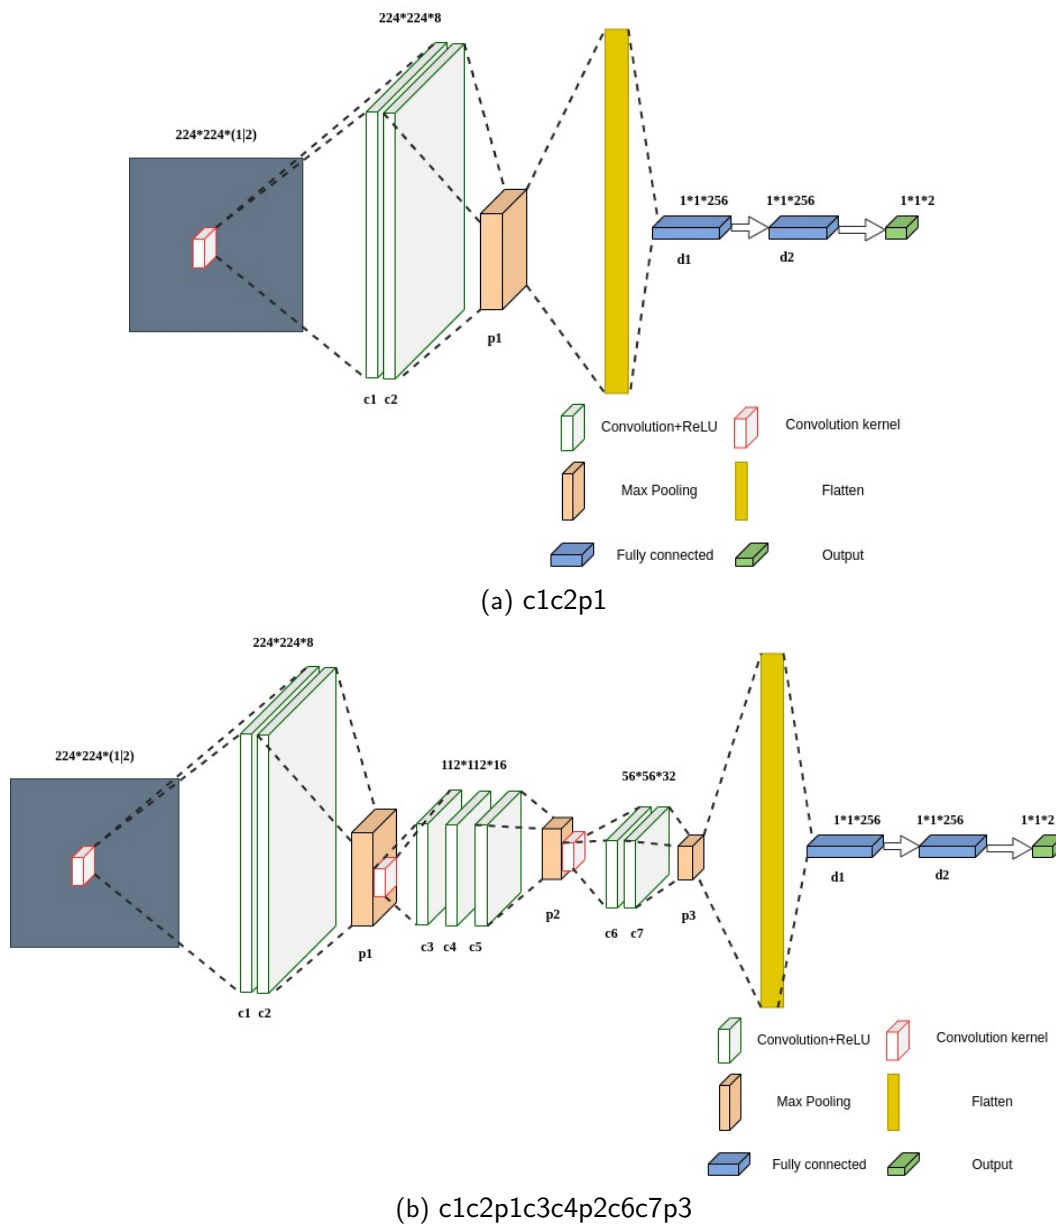 224*224*8
224*224*(1|2)
1*1*256 1*1*256 1*1*2
d1 d2
p1
c1 c2
Convolution+ReLU Convolution kernel
Max Pooling Flatten
Fully connected Output
(a) c1c2p1
224*224*8
224*224*(1|2)
112*112*16
56*56*32
1*1*256 1*1*256 1*1*2
d1 d2
p1 c3 c4 c5 p2 c6 c7 p3
c1 c2
Convolution+ReLU Convolution kernel
Max Pooling Flatten
Fully connected Output
(b) c1c2p1c3c4p2c6c7p3